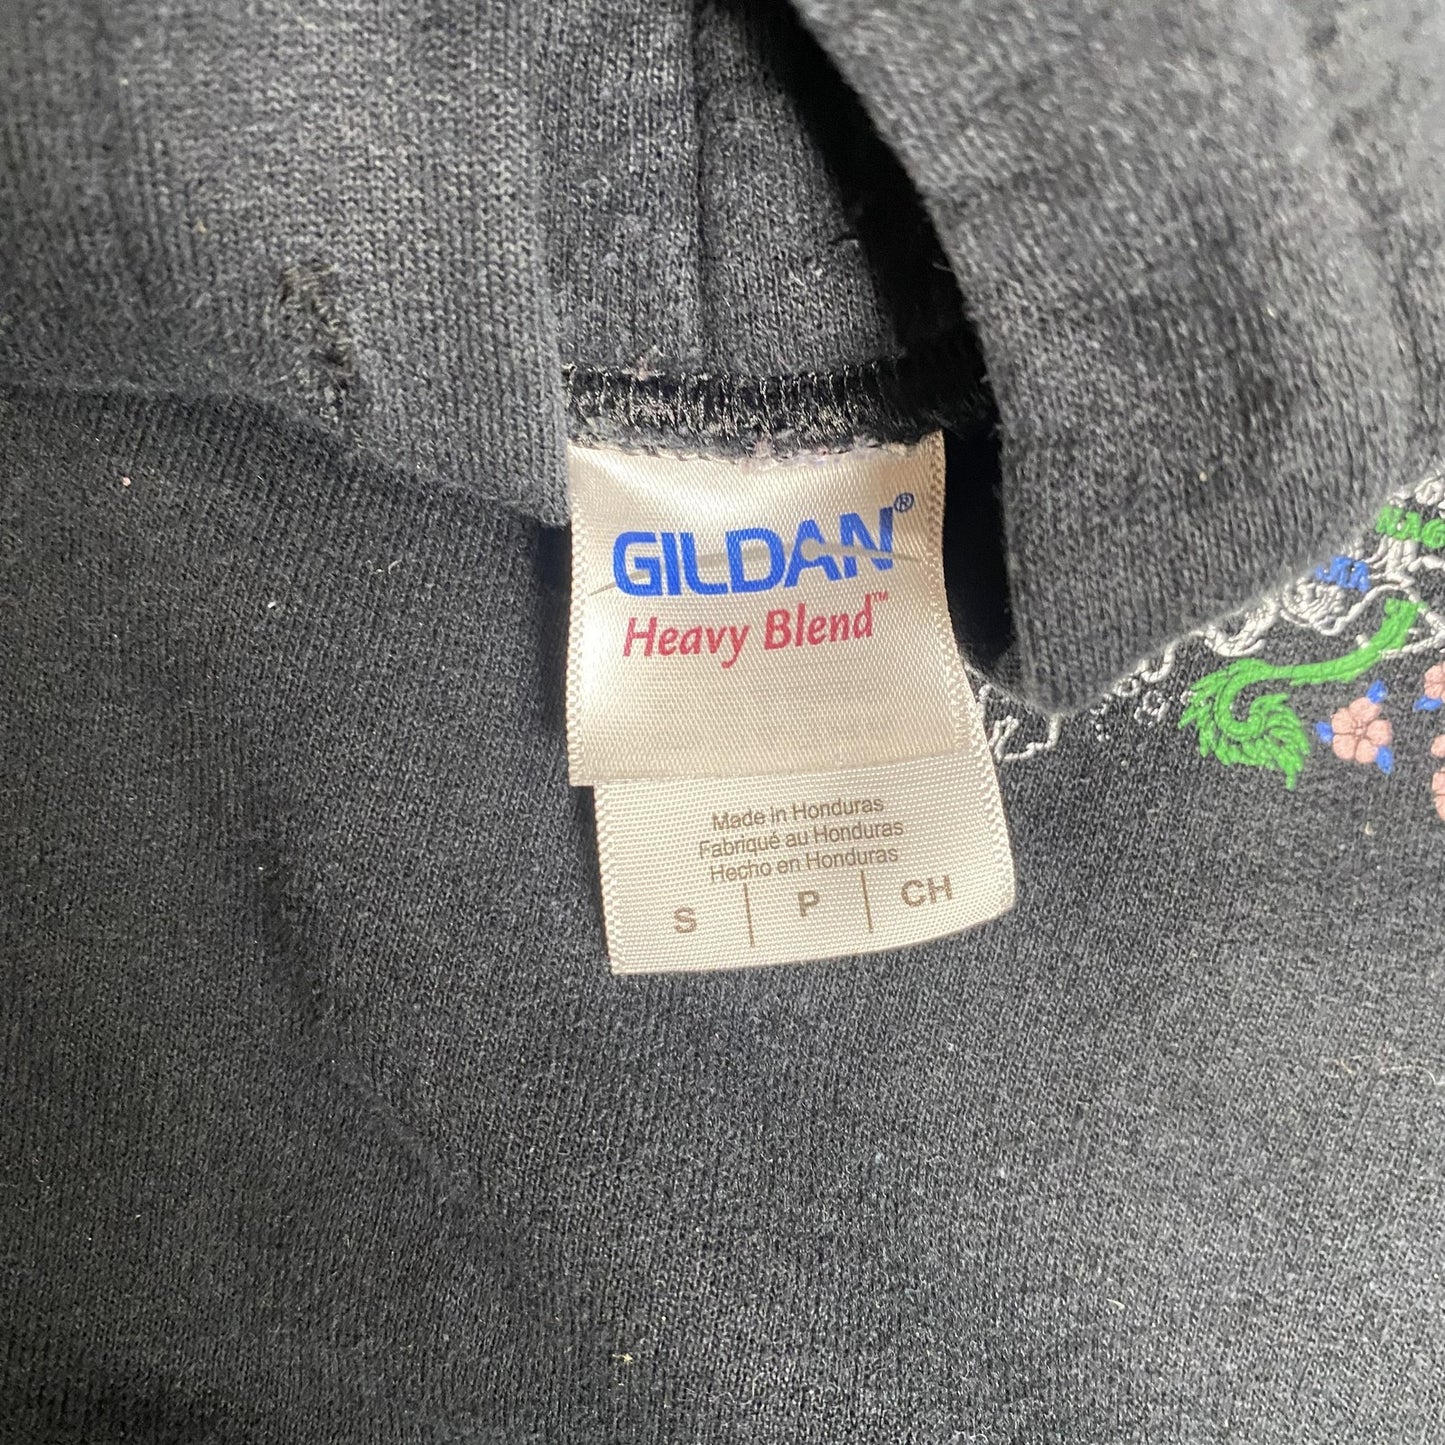 GILDAN®
Heavy Blend™
Made in Honduras
Fabriqué au Honduras
Hecho en Honduras
S | P | CH